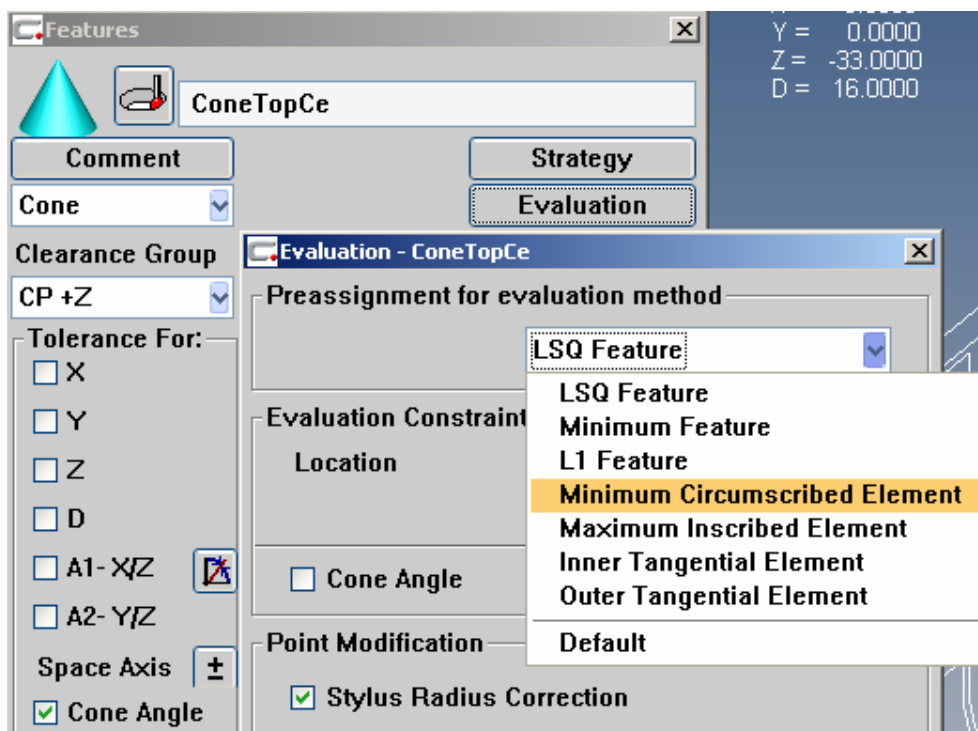 Features
Y = 0.0000
Z = -33.0000
D = 16.0000
ConeTopCe
Comment
Strategy
Cone
Evaluation
Clearance Group
Evaluation - ConeTopCe
CP +Z
Preassignment for evaluation method
Tolerance For:
LSQ Feature
X
LSQ Feature
Y
Evaluation Constraint
Minimum Feature
Z
Location
L1 Feature
Minimum Circumscribed Element
D
Maximum Inscribed Element
A1- X/Z
Cone Angle
Inner Tangential Element
A2- Y/Z
Outer Tangential Element
Point Modification
Default
Space Axis ±
Stylus Radius Correction
Cone Angle